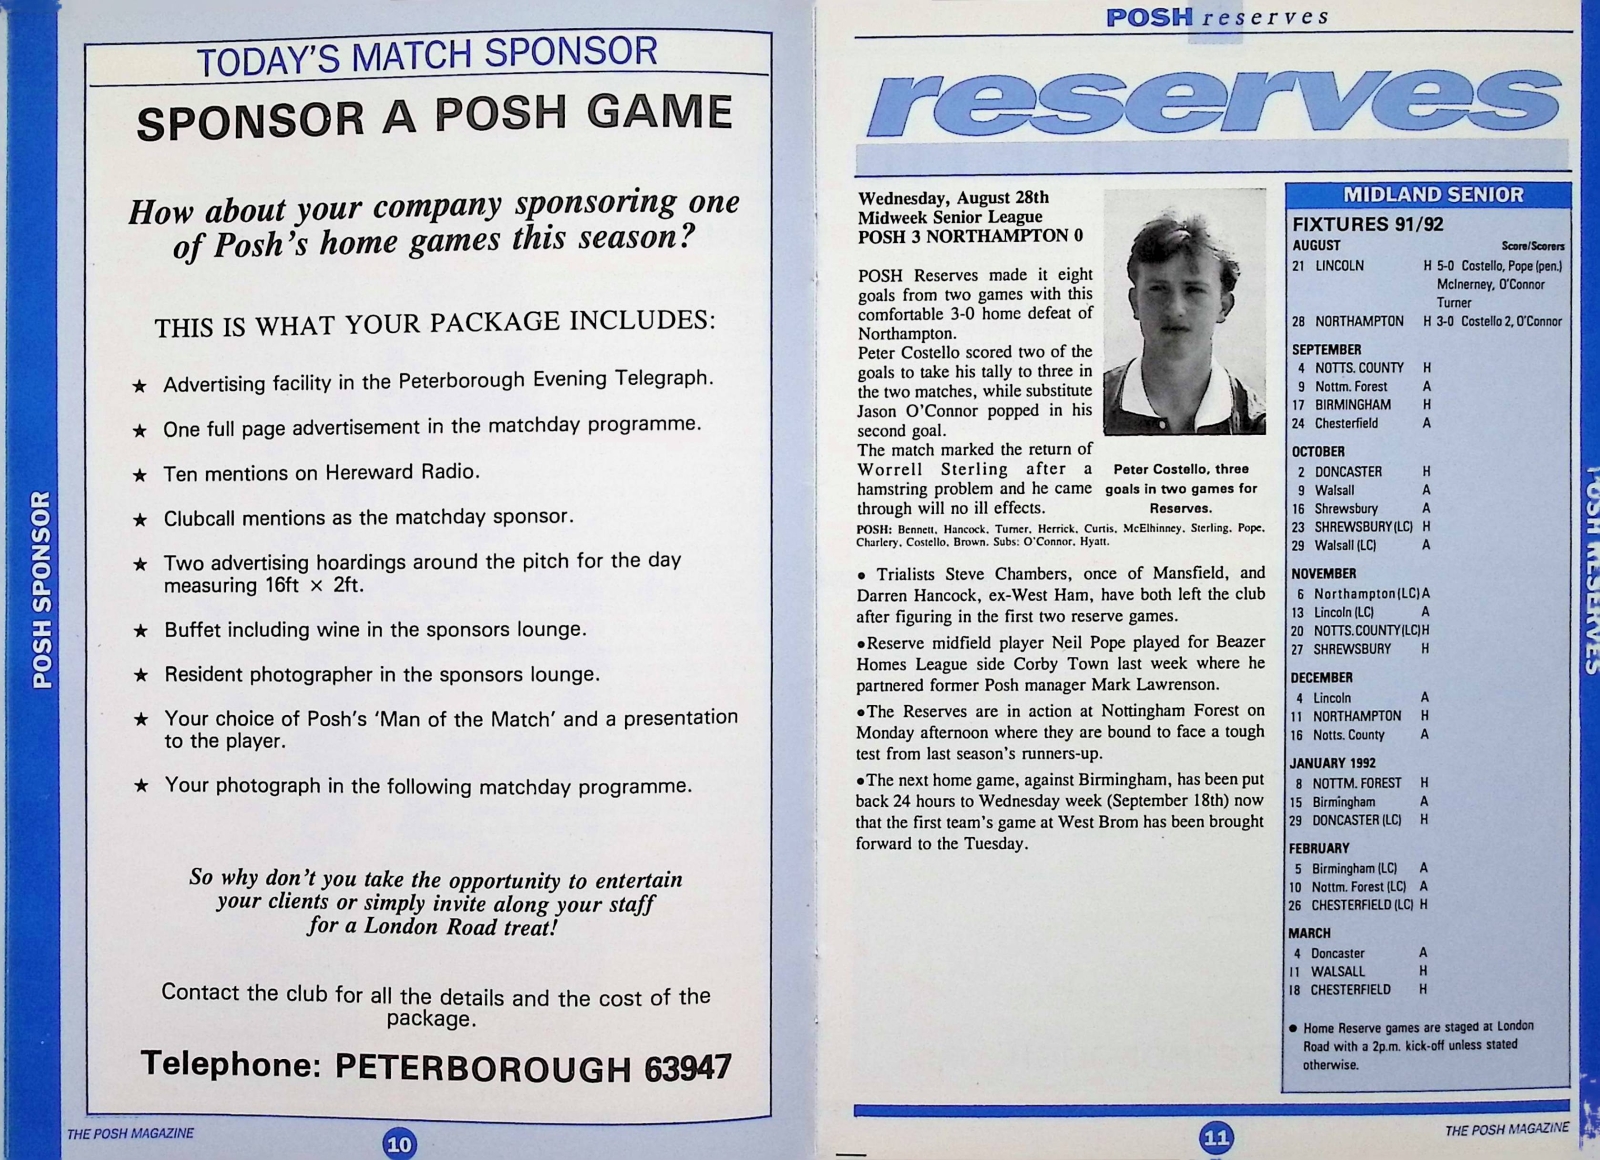 TODAY'S MATCH SPONSOR
SPONSOR A POSH GAME
How about your company sponsoring one
of Posh's home games this season?
THIS IS WHAT YOUR PACKAGE INCLUDES:
★ Advertising facility in the Peterborough Evening Telegraph.
★ One full page advertisement in the matchday programme.
★ Ten mentions on Hereward Radio.
★ Clubcall mentions as the matchday sponsor.
★ Two advertising hoardings around the pitch for the day
measuring 16ft × 2ft.
★ Buffet including wine in the sponsors lounge.
★ Resident photographer in the sponsors lounge.
★ Your choice of Posh's 'Man of the Match' and a presentation
to the player.
★ Your photograph in the following matchday programme.
So why don't you take the opportunity to entertain
your clients or simply invite along your staff
for a London Road treat!
Contact the club for all the details and the cost of the
package.
Telephone: PETERBOROUGH 63947
POSH SPONSOR
THE POSH MAGAZINE
10
POSH reserves
reserves
Wednesday, August 28th
Midweek Senior League
POSH 3 NORTHAMPTON 0
POSH Reserves made it eight
goals from two games with this
comfortable 3-0 home defeat of
Northampton.
Peter Costello scored two of the
goals to take his tally to three in
the two matches, while substitute
Jason O'Connor popped in his
second goal.
The match marked the return of
Worrell Sterling after a
hamstring problem and he came
through will no ill effects.
Peter Costello, three
goals in two games for
Reserves.
POSH: Bennett, Hancock, Turner, Herrick, Curtis, McElhinney, Sterling, Pope,
Charlery, Costello, Brown. Subs: O'Connor, Hyatt.
• Trialists Steve Chambers, once of Mansfield, and
Darren Hancock, ex-West Ham, have both left the club
after figuring in the first two reserve games.
•Reserve midfield player Neil Pope played for Beazer
Homes League side Corby Town last week where he
partnered former Posh manager Mark Lawrenson.
•The Reserves are in action at Nottingham Forest on
Monday afternoon where they are bound to face a tough
test from last season's runners-up.
•The next home game, against Birmingham, has been put
back 24 hours to Wednesday week (September 18th) now
that the first team's game at West Brom has been brought
forward to the Tuesday.
MIDLAND SENIOR
FIXTURES 91/92
AUGUST Score/Scorers
21 LINCOLN H 5-0 Costello, Pope (pen.)
McInerney, O'Connor
Turner
28 NORTHAMPTON H 3-0 Costello 2, O'Connor
SEPTEMBER
4 NOTTS. COUNTY H
9 Nottm. Forest A
17 BIRMINGHAM H
24 Chesterfield A
OCTOBER
2 DONCASTER H
9 Walsall A
16 Shrewsbury A
23 SHREWSBURY (LC) H
29 Walsall (LC) A
NOVEMBER
6 Northampton (LC) A
13 Lincoln (LC) A
20 NOTTS.COUNTY (LC) H
27 SHREWSBURY H
DECEMBER
4 Lincoln A
11 NORTHAMPTON H
16 Notts. County A
JANUARY 1992
8 NOTTM. FOREST H
15 Birmingham A
29 DONCASTER (LC) H
FEBRUARY
5 Birmingham (LC) A
10 Nottm. Forest (LC) A
26 CHESTERFIELD (LC) H
MARCH
4 Doncaster A
11 WALSALL H
18 CHESTERFIELD H
• Home Reserve games are staged at London
Road with a 2p.m. kick-off unless stated
otherwise.
POSH RESERVES
11
THE POSH MAGAZINE